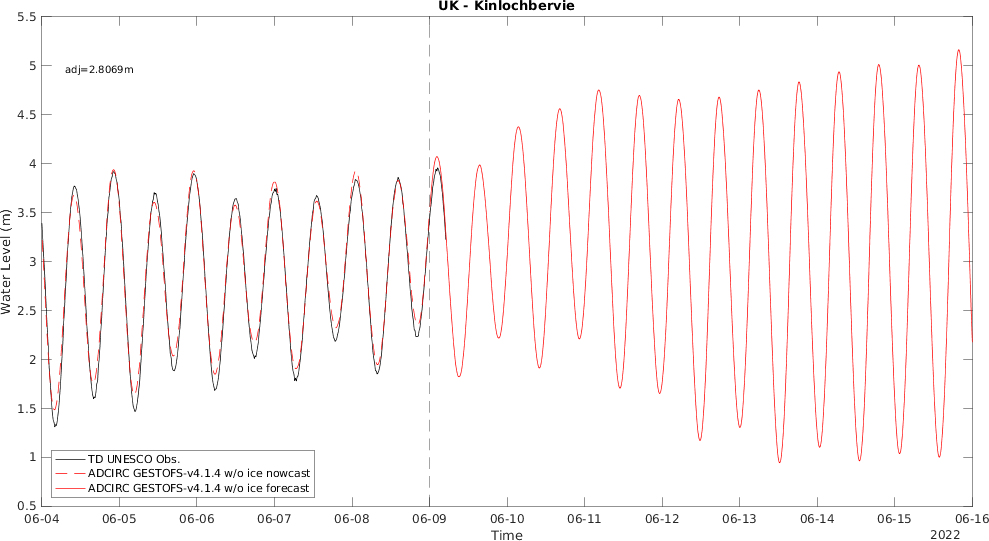 UK - Kinlochbervie
adj=2.8069m
Water Level (m)
5.5
5
4.5
4
3.5
3
2.5
2
1.5
1
0.5
TD UNESCO Obs.
ADCIRC GESTOFS-v4.1.4 w/o ice nowcast
ADCIRC GESTOFS-v4.1.4 w/o ice forecast
06-04 06-05 06-06 06-07 06-08 06-09 06-10 06-11 06-12 06-13 06-14 06-15 06-16
Time
2022